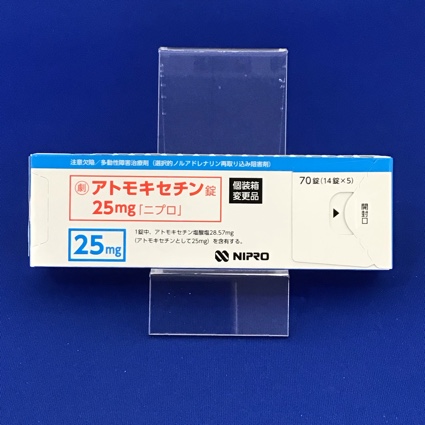 注意欠陥/多動性障害治療剤(選択的ノルアドレナリン再取り込み阻害剤)
劇 アトモキセチン錠
25mg「ニプロ」
個装箱
変更品
70錠(14錠×5)
開封口
25mg
1錠中、アトモキセチン塩酸塩28.57mg
(アトモキセチンとして25mg)を含有する。
NIPRO